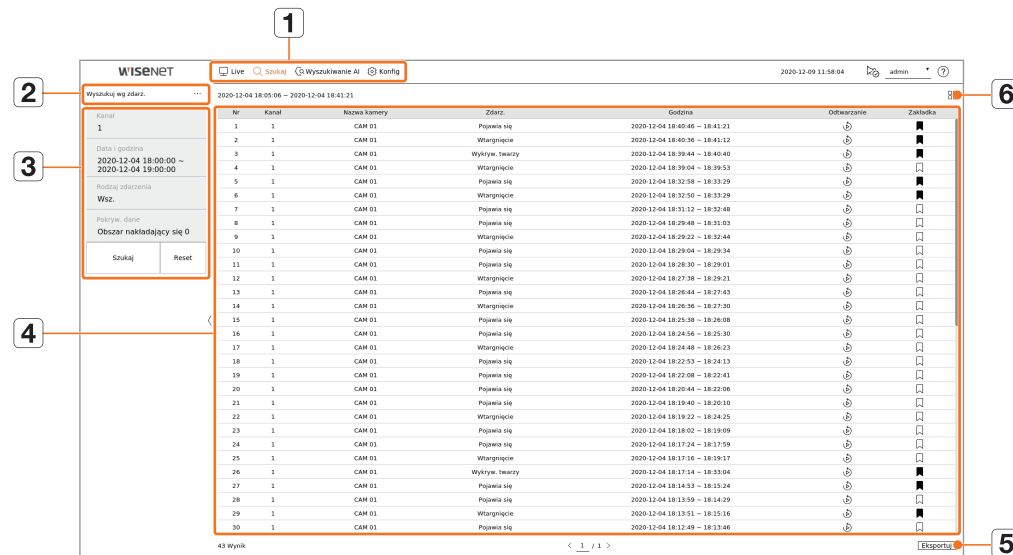 1
WISENET
Live Szukaj Wyszukiwanie AI Konfig
2020-12-09 11:58:04 admin ?
2
Wyszukuj wg zdarz. ...
2020-12-04 18:05:06 ~ 2020-12-04 18:41:21
6
3
Kanał
1
Data i godzina
2020-12-04 18:00:00 ~
2020-12-04 19:00:00
Rodzaj zdarzenia
Wsz.
Pokryw. dane
Obszar nakładający się 0
Szukaj Reset
4
Nr Kanał Nazwa kamery Zdarz. Godzina Odtwarzanie Zakładka
1 1 CAM 01 Pojawia się 2020-12-04 18:40:46 ~ 18:41:21
2 1 CAM 01 Wtargnięcie 2020-12-04 18:40:36 ~ 18:41:12
3 1 CAM 01 Wykryw. twarzy 2020-12-04 18:39:44 ~ 18:40:40
4 1 CAM 01 Wtargnięcie 2020-12-04 18:39:04 ~ 18:39:53
5 1 CAM 01 Pojawia się 2020-12-04 18:32:58 ~ 18:33:29
6 1 CAM 01 Wtargnięcie 2020-12-04 18:32:50 ~ 18:33:29
7 1 CAM 01 Pojawia się 2020-12-04 18:31:12 ~ 18:32:48
8 1 CAM 01 Pojawia się 2020-12-04 18:29:48 ~ 18:31:03
9 1 CAM 01 Wtargnięcie 2020-12-04 18:29:22 ~ 18:32:44
10 1 CAM 01 Pojawia się 2020-12-04 18:29:04 ~ 18:29:34
11 1 CAM 01 Pojawia się 2020-12-04 18:28:30 ~ 18:29:01
12 1 CAM 01 Wtargnięcie 2020-12-04 18:27:38 ~ 18:29:21
13 1 CAM 01 Pojawia się 2020-12-04 18:26:44 ~ 18:27:43
14 1 CAM 01 Wtargnięcie 2020-12-04 18:26:36 ~ 18:27:30
15 1 CAM 01 Pojawia się 2020-12-04 18:25:38 ~ 18:26:08
16 1 CAM 01 Pojawia się 2020-12-04 18:24:56 ~ 18:25:30
17 1 CAM 01 Wtargnięcie 2020-12-04 18:24:48 ~ 18:26:23
18 1 CAM 01 Pojawia się 2020-12-04 18:22:53 ~ 18:24:13
19 1 CAM 01 Pojawia się 2020-12-04 18:22:08 ~ 18:22:41
20 1 CAM 01 Pojawia się 2020-12-04 18:20:44 ~ 18:22:06
21 1 CAM 01 Pojawia się 2020-12-04 18:19:40 ~ 18:20:10
22 1 CAM 01 Wtargnięcie 2020-12-04 18:19:22 ~ 18:24:25
23 1 CAM 01 Pojawia się 2020-12-04 18:18:02 ~ 18:19:09
24 1 CAM 01 Pojawia się 2020-12-04 18:17:24 ~ 18:17:59
25 1 CAM 01 Wtargnięcie 2020-12-04 18:17:16 ~ 18:19:17
26 1 CAM 01 Wykryw. twarzy 2020-12-04 18:17:14 ~ 18:33:04
27 1 CAM 01 Pojawia się 2020-12-04 18:14:53 ~ 18:15:24
28 1 CAM 01 Pojawia się 2020-12-04 18:13:59 ~ 18:14:29
29 1 CAM 01 Wtargnięcie 2020-12-04 18:13:51 ~ 18:15:16
30 1 CAM 01 Pojawia się 2020-12-04 18:12:49 ~ 18:13:46
43 Wynik < 1 / 1 > Eksportuj
5